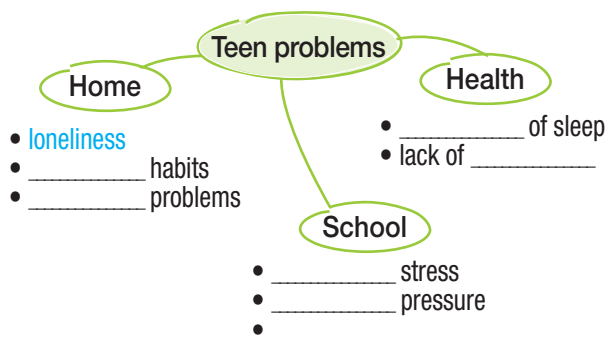 Teen problems
Home
• loneliness
• ____________ habits
• ____________ problems
Health
• ____________ of sleep
• lack of ____________
School
• ____________ stress
• ____________ pressure
•